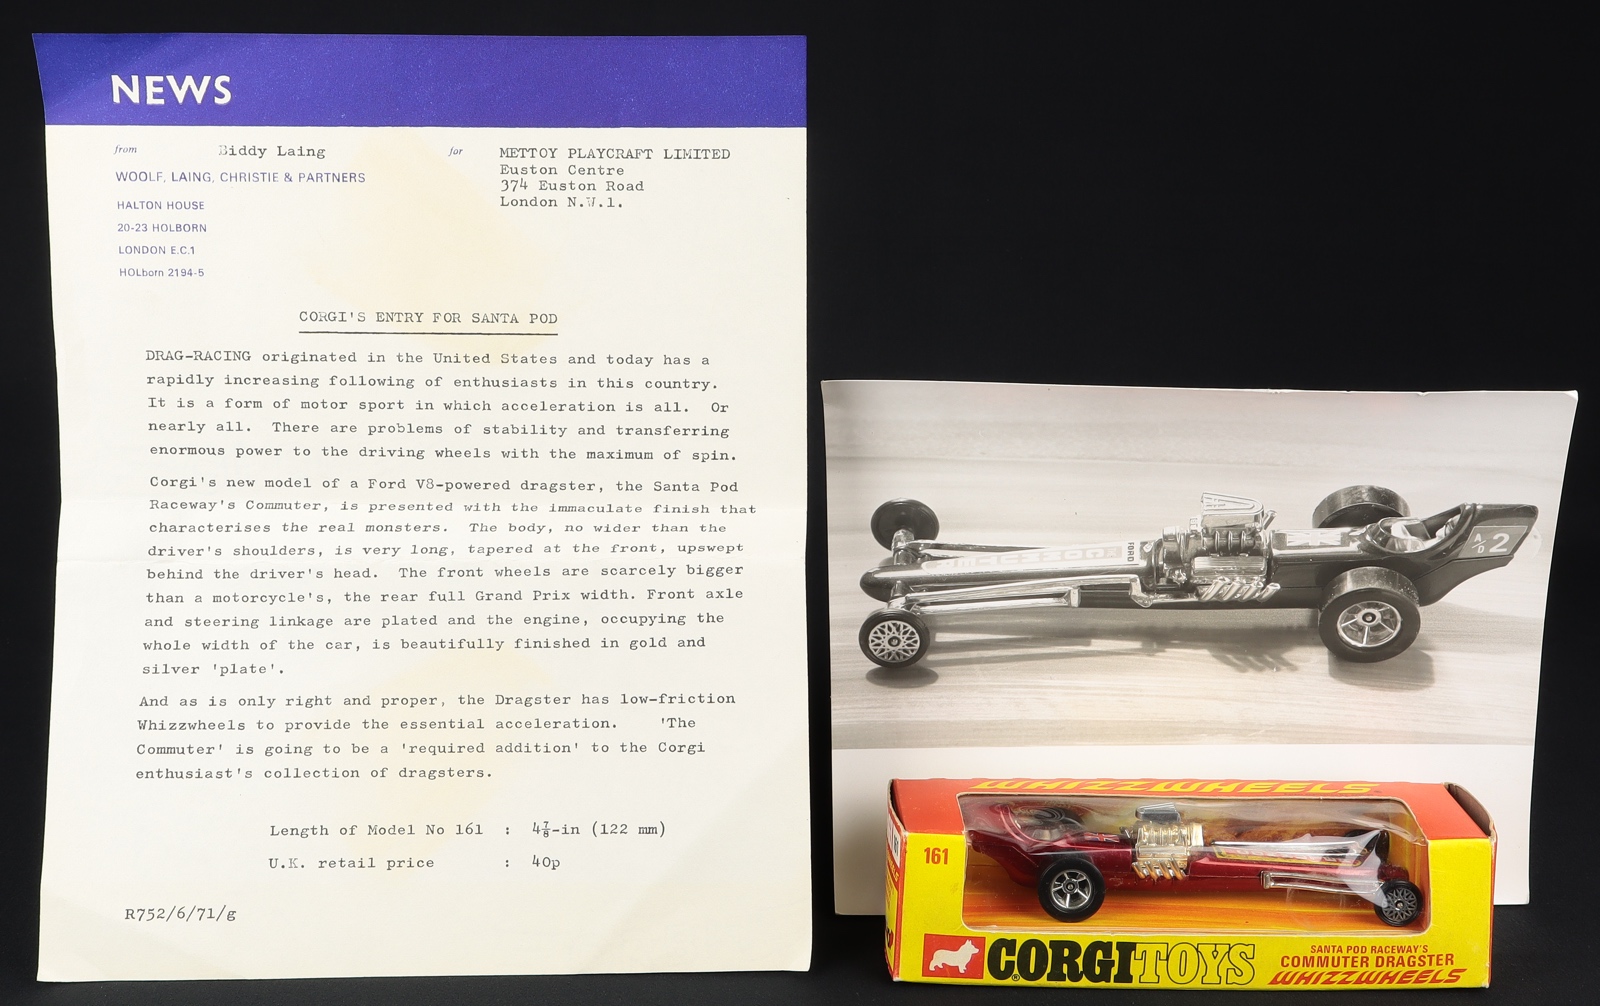 NEWS
from Biddy Laing for METTOY PLAYCRAFT LIMITED
Euston Centre
374 Euston Road
London N.W.1.
WOOLF, LAING, CHRISTIE & PARTNERS
HALTON HOUSE
20-23 HOLBORN
LONDON E.C.1
HOLborn 2194-5
CORGI'S ENTRY FOR SANTA POD
DRAG-RACING originated in the United States and today has a
rapidly increasing following of enthusiasts in this country.
It is a form of motor sport in which acceleration is all. Or
nearly all. There are problems of stability and transferring
enormous power to the driving wheels with the maximum of spin.
Corgi's new model of a Ford V8-powered dragster, the Santa Pod
Raceway's Commuter, is presented with the immaculate finish that
characterises the real monsters. The body, no wider than the
driver's shoulders, is very long, tapered at the front, upswept
behind the driver's head. The front wheels are scarcely bigger
than a motorcycle's, the rear full Grand Prix width. Front axle
and steering linkage are plated and the engine, occupying the
whole width of the car, is beautifully finished in gold and
silver 'plate'.
And as is only right and proper, the Dragster has low-friction
Whizzwheels to provide the essential acceleration. 'The
Commuter' is going to be a 'required addition' to the Corgi
enthusiast's collection of dragsters.
Length of Model No 161 : 4⅞-in (122 mm)
U.K. retail price : 40p
R752/6/71/g
FORD
A/D 2
WHIZZWHEELS
161
CORGI TOYS
SANTA POD RACEWAY'S
COMMUTER DRAGSTER
WHIZZWHEELS